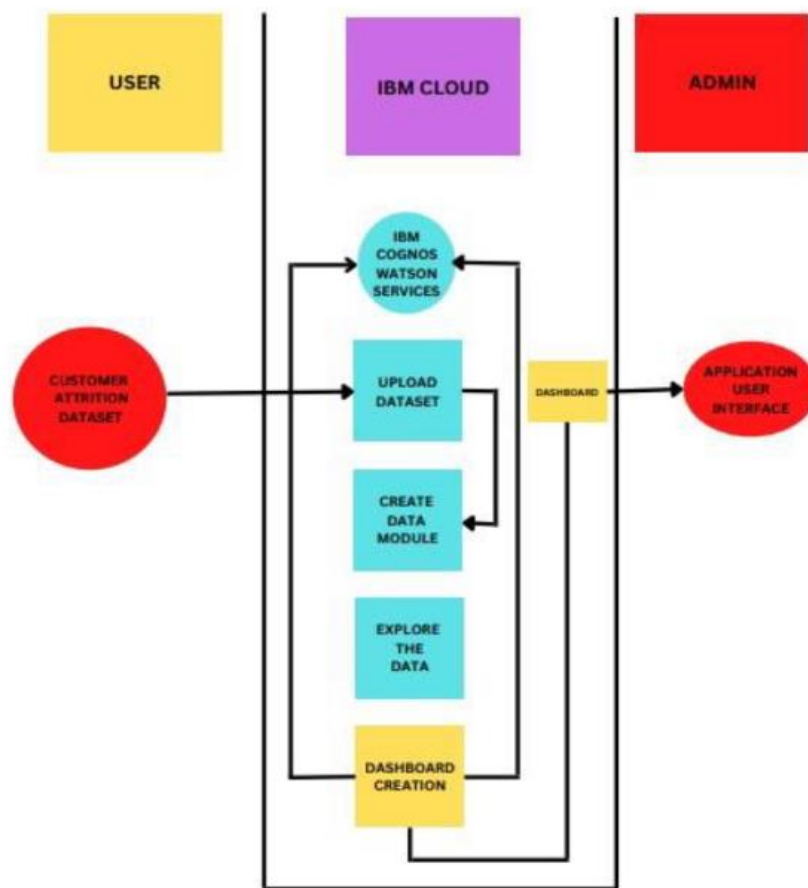 USER
IBM CLOUD
ADMIN
IBM
COGNOS
WATSON
SERVICES
CUSTOMER
ATTRITION
DATASET
UPLOAD
DATASET
DASHBOARD
APPLICATION
USER
INTERFACE
CREATE
DATA
MODULE
EXPLORE
THE
DATA
DASHBOARD
CREATION